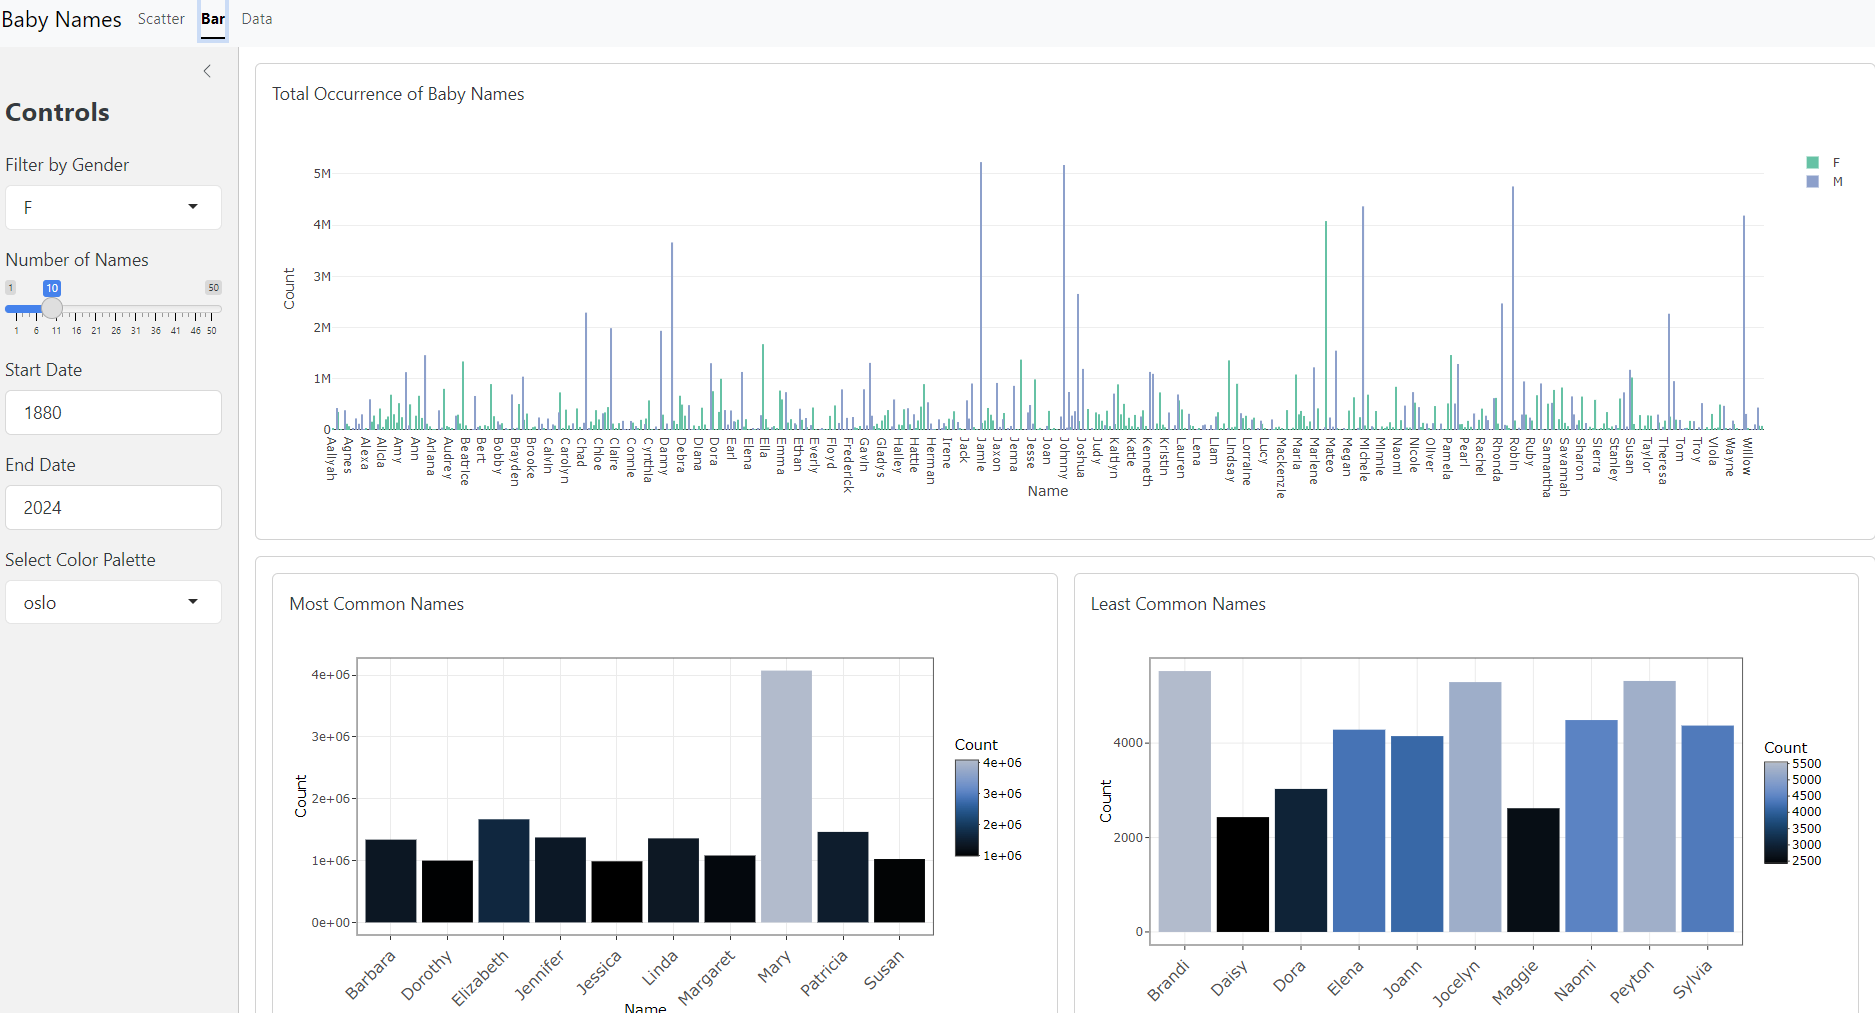 Baby Names Scatter Bar Data
Controls
Filter by Gender
F
Number of Names
1 10 50
1 6 11 16 21 26 31 36 41 46 50
Start Date
1880
End Date
2024
Select Color Palette
oslo
Total Occurrence of Baby Names
Count
5M
4M
3M
2M
1M
0
Aaliyah Agnes Alexa Alicia Amy Ann Ariana Audrey Beatrice Bert Bobby Brayden Brooke Calvin Carolyn Chad Chloe Claire Connie Cynthia Danny Debra Diana Dora Earl Elena Ella Emma Ethan Everly Floyd Frederick Gavin Gladys Hailey Hattie Herman Irene Jack Jamie Jaxon Jenna Jesse Joan Johnny Joshua Judy Kaitlyn Katie Kenneth Kristin Lauren Lena Liam Lindsay Lorraine Lucy Mackenzie Maria Marlene Mateo Megan Michele Minnie Naomi Nicole Oliver Pamela Pearl Rachel Rhonda Robin Ruby Samantha Savannah Sharon Sierra Stanley Susan Taylor Theresa Tom Troy Viola Wayne Willow
Name
F
M
Most Common Names
Count
4e+06
3e+06
2e+06
1e+06
0e+00
Barbara Dorothy Elizabeth Jennifer Jessica Linda Margaret Mary Patricia Susan
Name
Count
4e+06
3e+06
2e+06
1e+06
Least Common Names
Count
4000
2000
0
Brandi Daisy Dora Elena Joann Jocelyn Maggie Naomi Peyton Sylvia
Count
5500
5000
4500
4000
3500
3000
2500